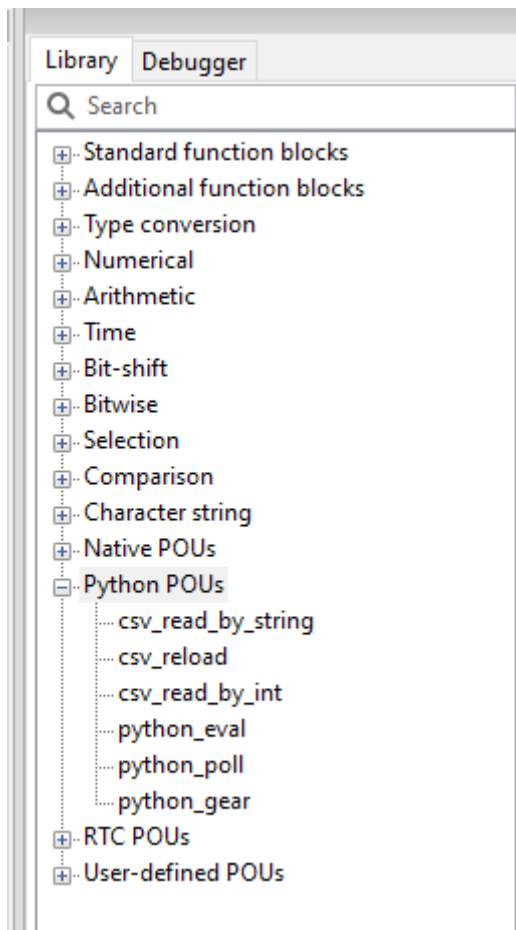 Library Debugger
Search
Standard function blocks
Additional function blocks
Type conversion
Numerical
Arithmetic
Time
Bit-shift
Bitwise
Selection
Comparison
Character string
Native POUs
Python POUs
csv_read_by_string
csv_reload
csv_read_by_int
python_eval
python_poll
python_gear
RTC POUs
User-defined POUs